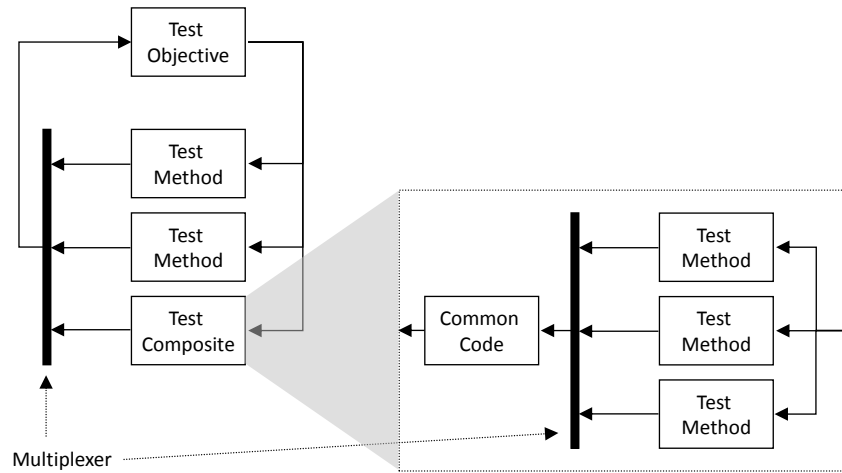 Test
Objective
Test
Method
Test
Method
Test
Composite
Multiplexer
Common
Code
Test
Method
Test
Method
Test
Method